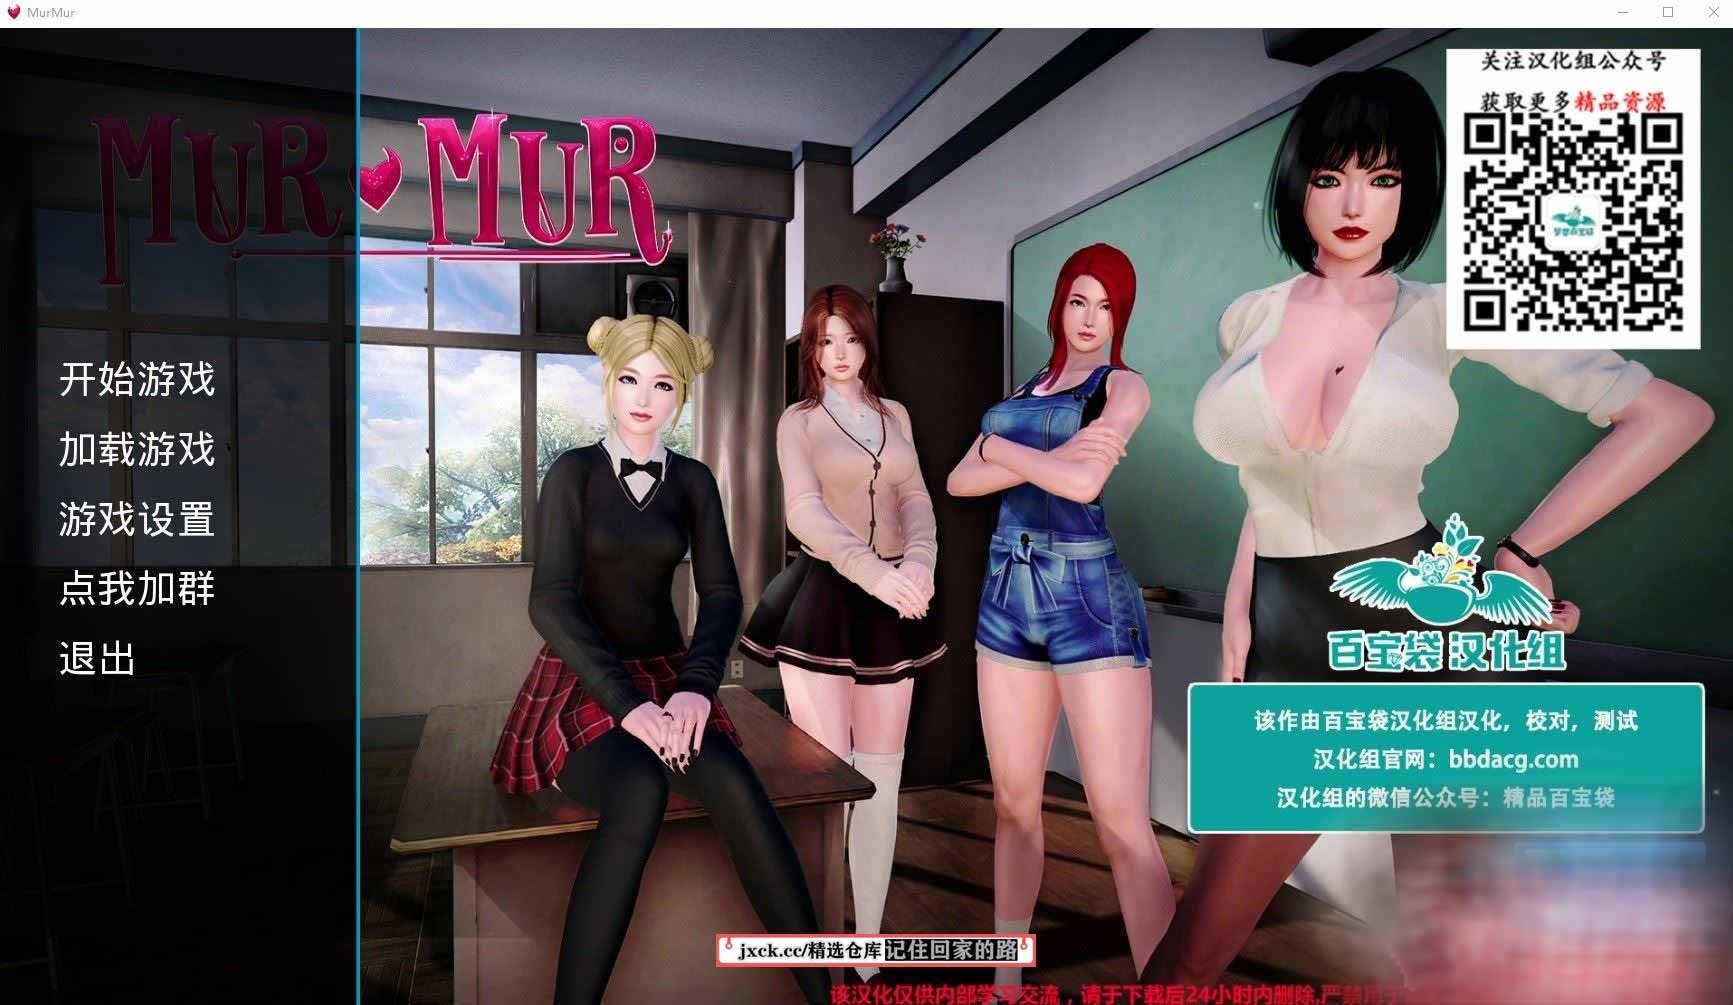 MurMur
MUR MUR
开始游戏
加载游戏
游戏设置
点我加群
退出
关注汉化组公众号
获取更多精品资源
百宝袋汉化组
该作由百宝袋汉化组汉化，校对，测试
汉化组官网：bbdacg.com
汉化组的微信公众号：精品百宝袋
jxck.cc/精选仓库记住回家的路
该汉化仅供内部学习交流，请于下载后24小时内删除,严禁用于